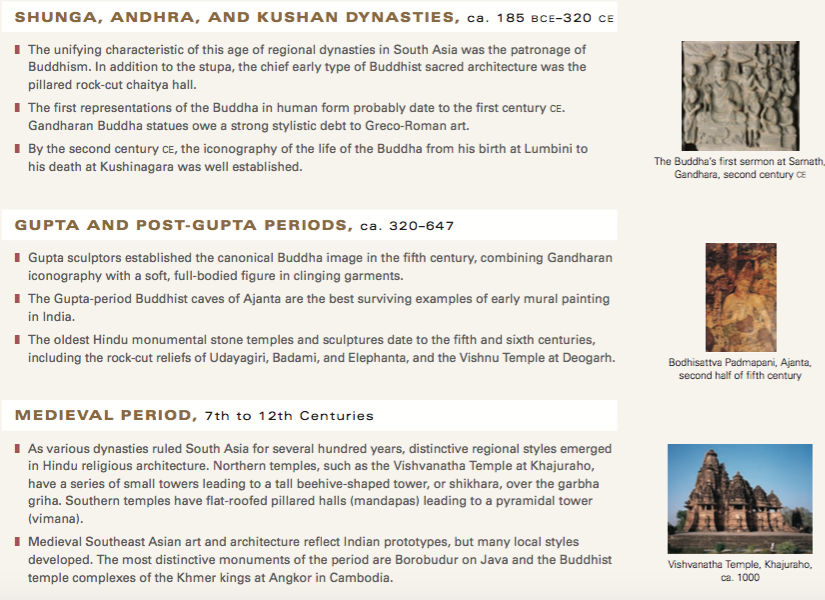 SHUNGA, ANDHRA, AND KUSHAN DYNASTIES, ca. 185 BCE–320 CE
The unifying characteristic of this age of regional dynasties in South Asia was the patronage of
Buddhism. In addition to the stupa, the chief early type of Buddhist sacred architecture was the
pillared rock-cut chaitya hall.
The first representations of the Buddha in human form probably date to the first century CE.
Gandharan Buddha statues owe a strong stylistic debt to Greco-Roman art.
By the second century CE, the iconography of the life of the Buddha from his birth at Lumbini to
his death at Kushinagara was well established.
The Buddha's first sermon at Sarnath,
Gandhara, second century CE
GUPTA AND POST-GUPTA PERIODS, ca. 320–647
Gupta sculptors established the canonical Buddha image in the fifth century, combining Gandharan
iconography with a soft, full-bodied figure in clinging garments.
The Gupta-period Buddhist caves of Ajanta are the best surviving examples of early mural painting
in India.
The oldest Hindu monumental stone temples and sculptures date to the fifth and sixth centuries,
including the rock-cut reliefs of Udayagiri, Badami, and Elephanta, and the Vishnu Temple at Deogarh.
Bodhisattva Padmapani, Ajanta,
second half of fifth century
MEDIEVAL PERIOD, 7th to 12th Centuries
As various dynasties ruled South Asia for several hundred years, distinctive regional styles emerged
in Hindu religious architecture. Northern temples, such as the Vishvanatha Temple at Khajuraho,
have a series of small towers leading to a tall beehive-shaped tower, or shikhara, over the garbha
griha. Southern temples have flat-roofed pillared halls (mandapas) leading to a pyramidal tower
(vimana).
Medieval Southeast Asian art and architecture reflect Indian prototypes, but many local styles
developed. The most distinctive monuments of the period are Borobudur on Java and the Buddhist
temple complexes of the Khmer kings at Angkor in Cambodia.
Vishvanatha Temple, Khajuraho,
ca. 1000